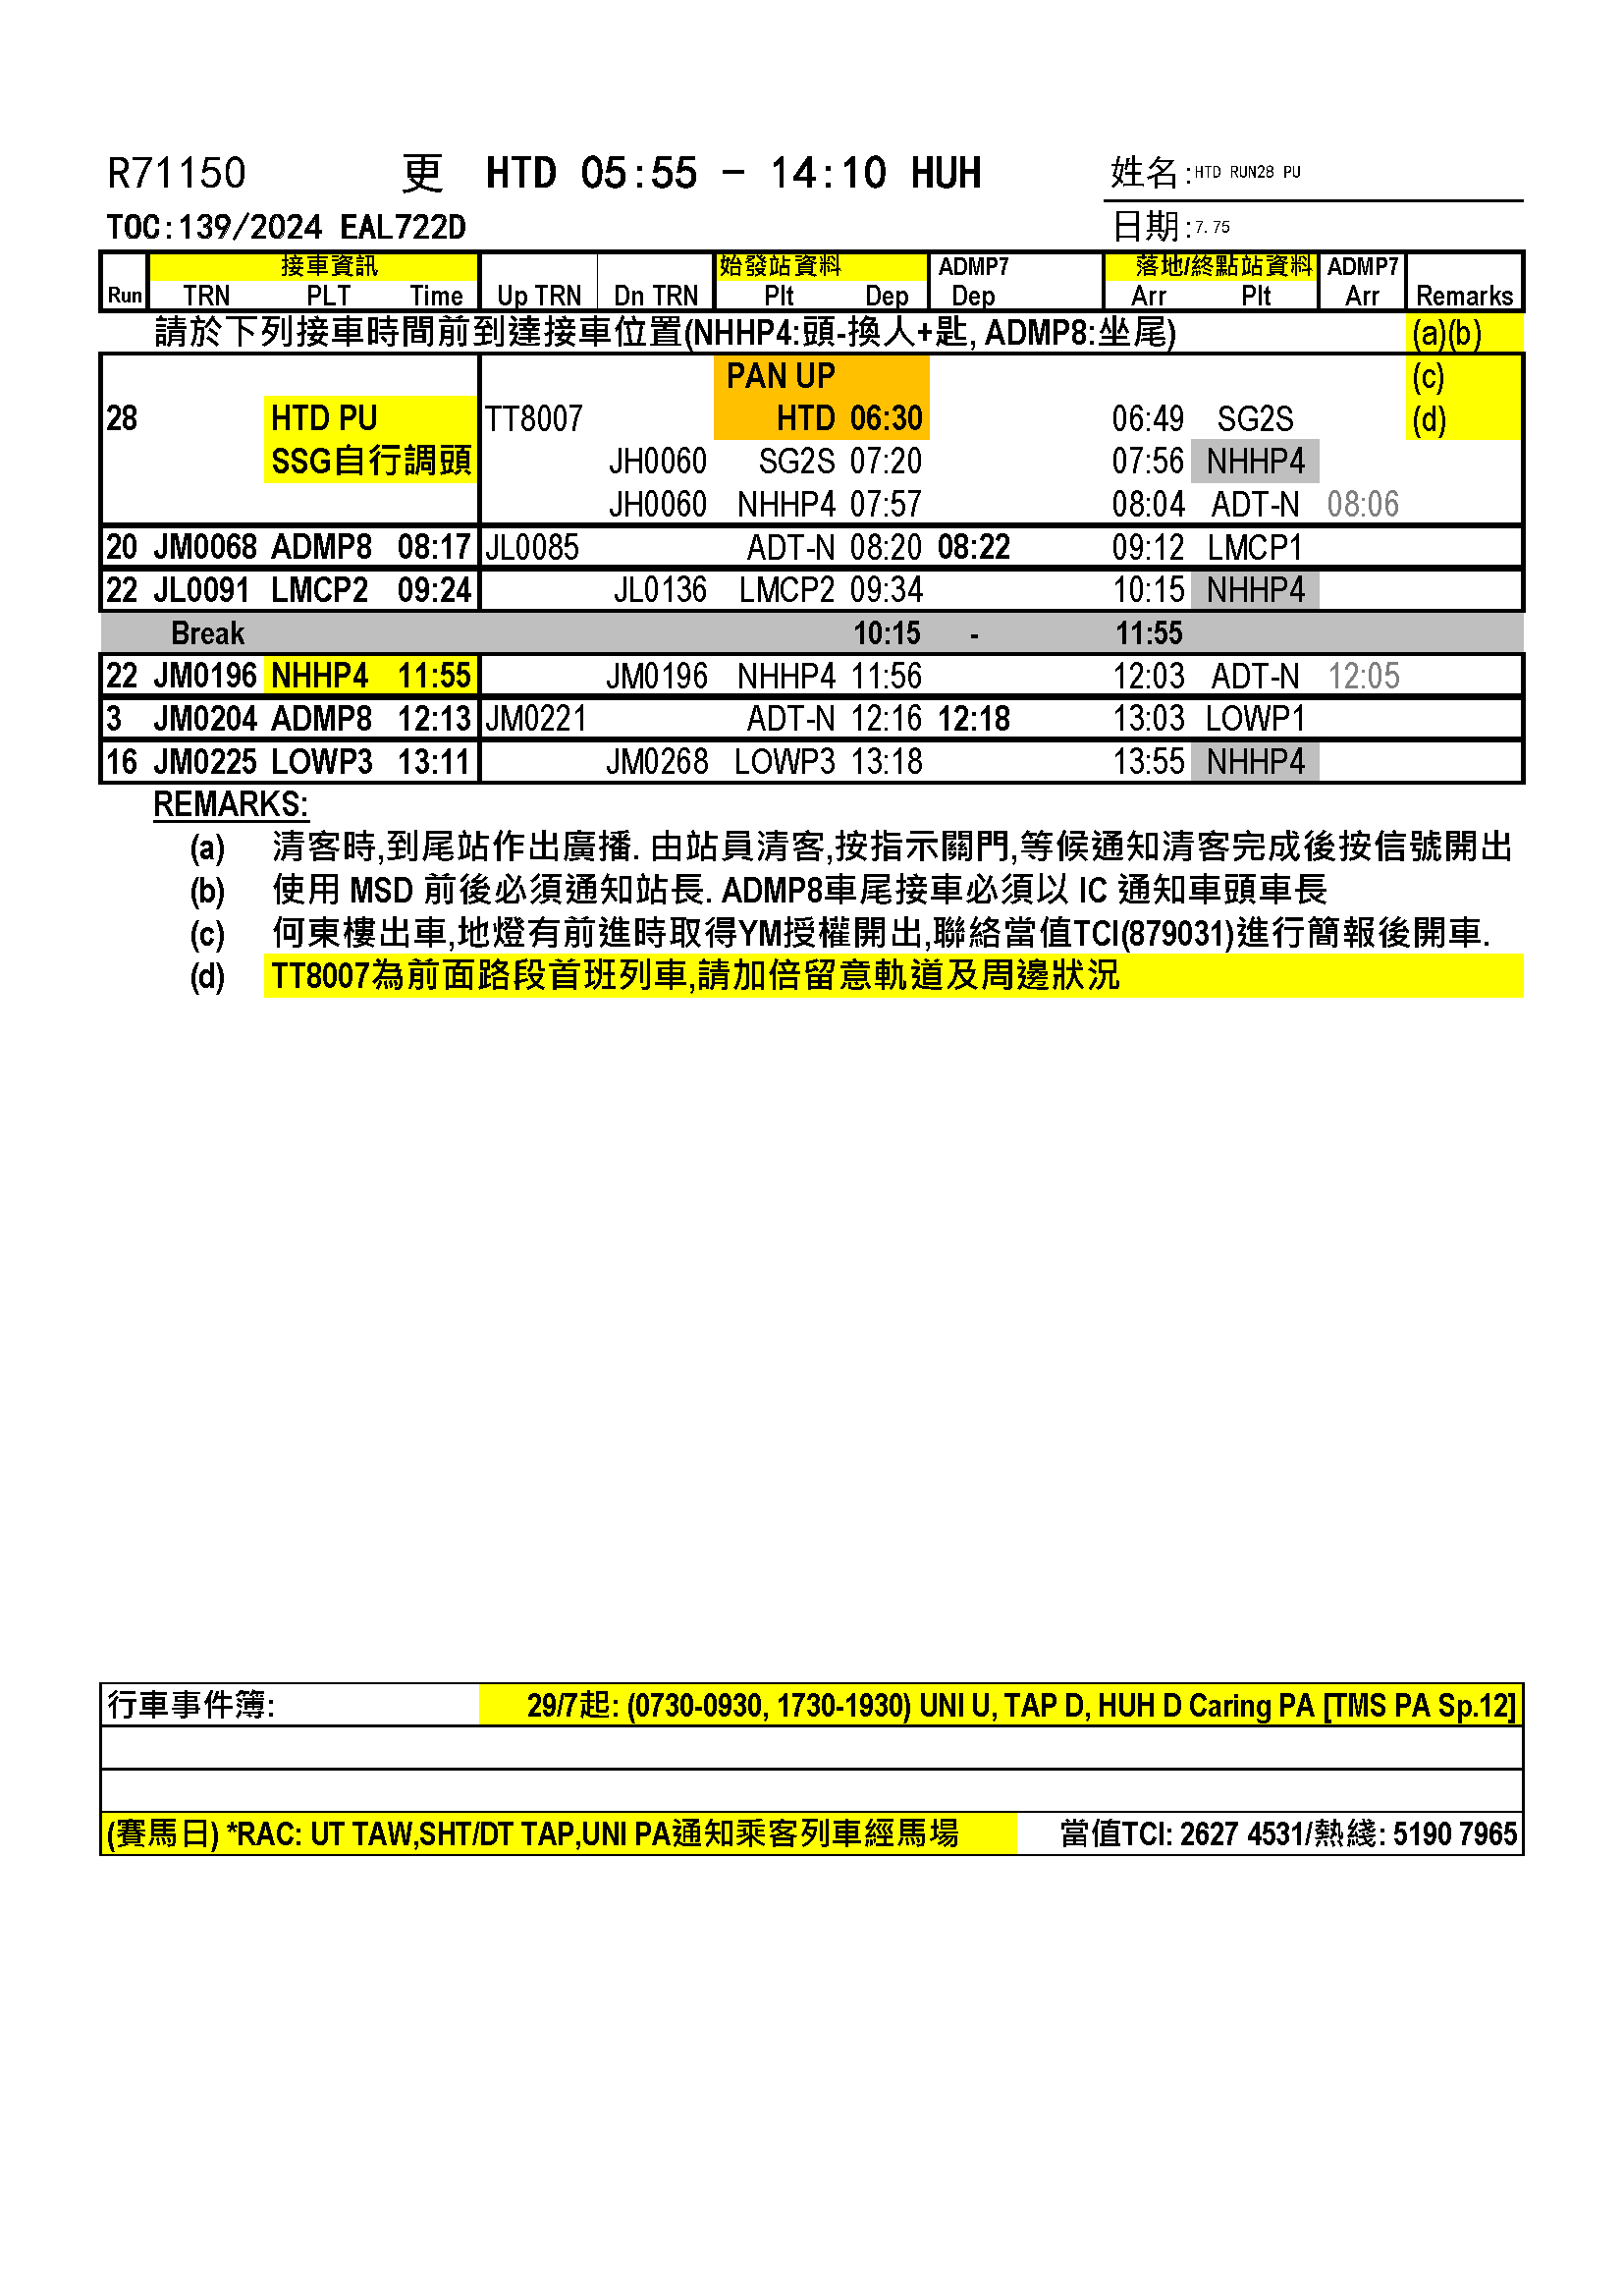 R71150 更 HTD 05:55 - 14:10 HUH 姓名:HTD RUN28 PU
TOC:139/2024 EAL722D 日期:7.75
接車資訊 始發站資料 ADMP7 落地/終點站資料 ADMP7
Run TRN PLT Time Up TRN Dn TRN Plt Dep Dep Arr Plt Arr Remarks
請於下列接車時間前到達接車位置(NHHP4:頭-換人+匙, ADMP8:坐尾) (a)(b)
PAN UP (c)
28 HTD PU TT8007 HTD 06:30 06:49 SG2S (d)
SSG自行調頭 JH0060 SG2S 07:20 07:56 NHHP4
JH0060 NHHP4 07:57 08:04 ADT-N 08:06
20 JM0068 ADMP8 08:17 JL0085 ADT-N 08:20 08:22 09:12 LMCP1
22 JL0091 LMCP2 09:24 JL0136 LMCP2 09:34 10:15 NHHP4
Break 10:15 - 11:55
22 JM0196 NHHP4 11:55 JM0196 NHHP4 11:56 12:03 ADT-N 12:05
3 JM0204 ADMP8 12:13 JM0221 ADT-N 12:16 12:18 13:03 LOWP1
16 JM0225 LOWP3 13:11 JM0268 LOWP3 13:18 13:55 NHHP4
REMARKS:
(a) 清客時,到尾站作出廣播. 由站員清客,按指示關門,等候通知清客完成後按信號開出
(b) 使用 MSD 前後必須通知站長. ADMP8車尾接車必須以 IC 通知車頭車長
(c) 何東樓出車,地燈有前進時取得YM授權開出,聯絡當值TCI(879031)進行簡報後開車.
(d) TT8007為前面路段首班列車,請加倍留意軌道及周邊狀況
行車事件簿: 29/7起: (0730-0930, 1730-1930) UNI U, TAP D, HUH D Caring PA [TMS PA Sp.12]
(賽馬日) *RAC: UT TAW,SHT/DT TAP,UNI PA通知乘客列車經馬場 當值TCI: 2627 4531/熱綫: 5190 7965